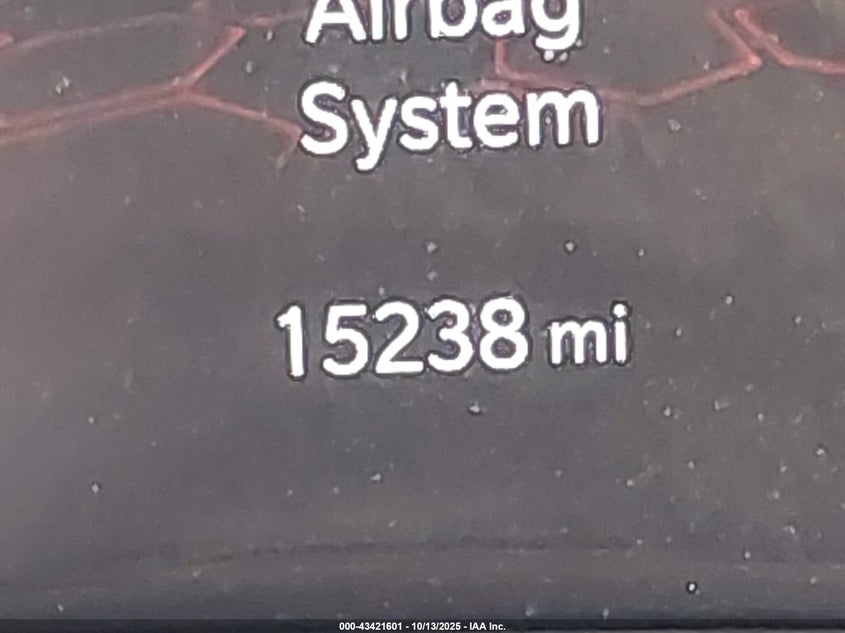 Airbag
System
15238 mi
000-43421601 - 10/13/2025 - IAA Inc.